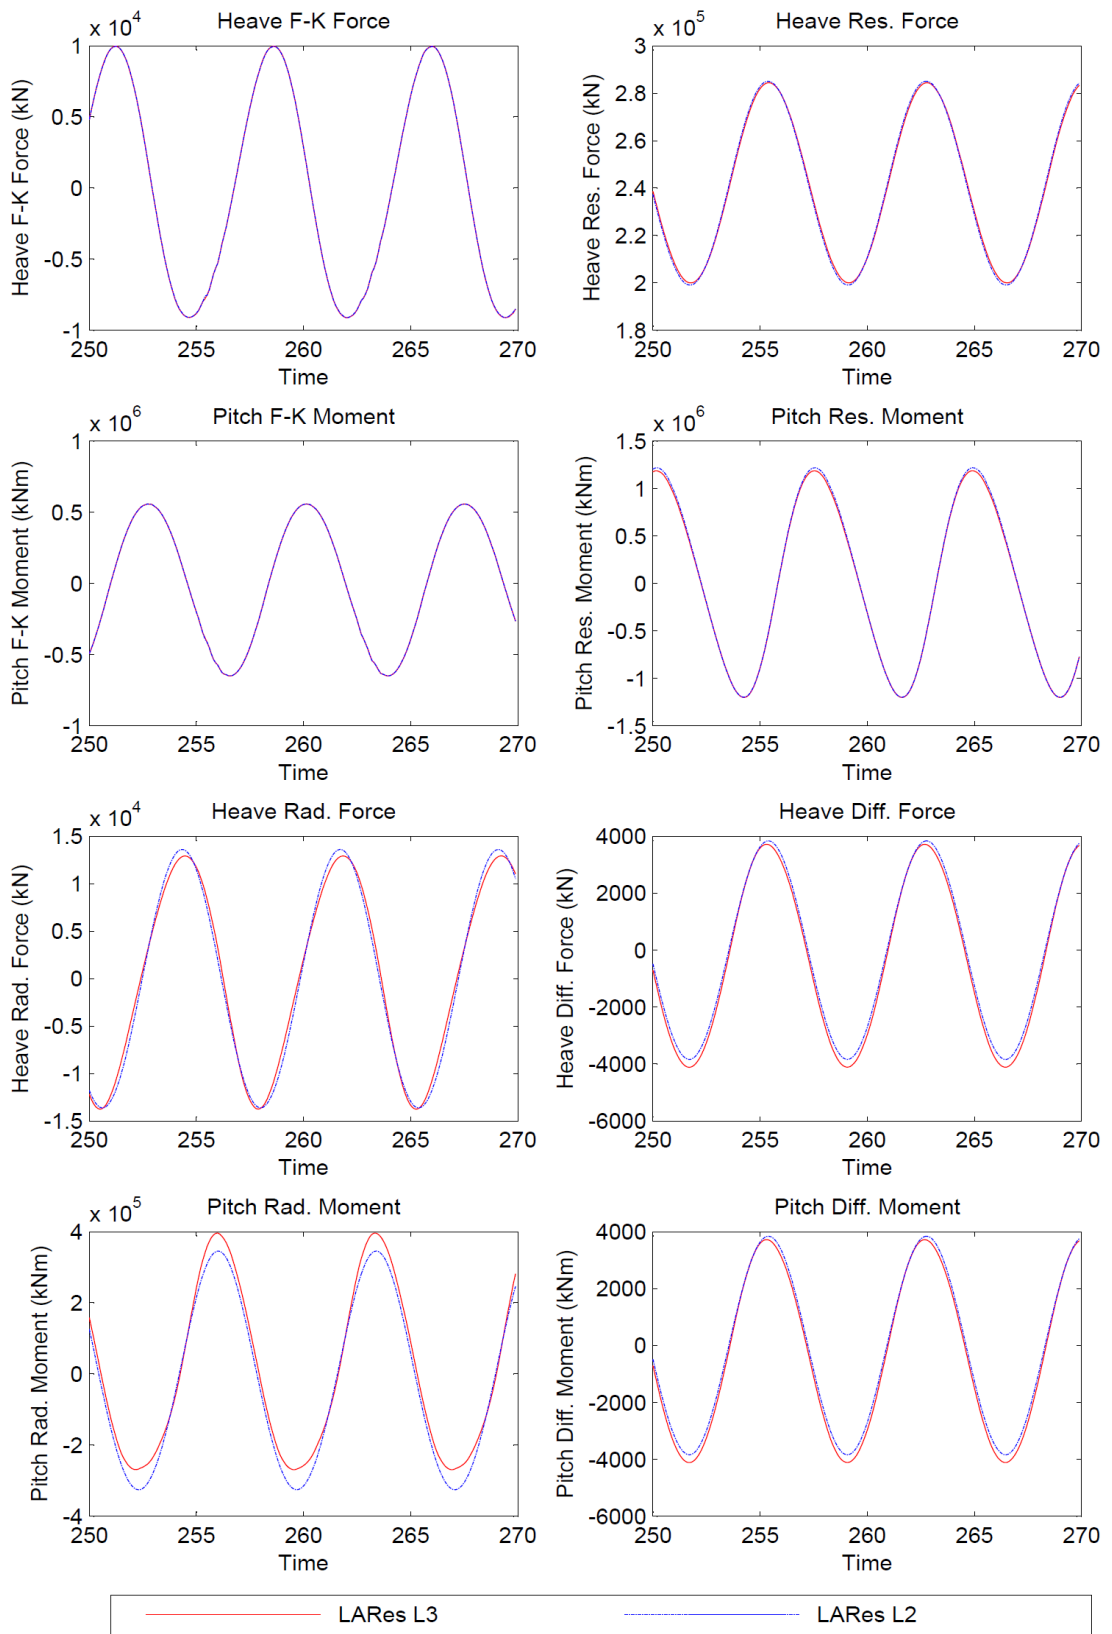 x 10^4
Heave F-K Force
Heave F-K Force (kN)
1
0.5
0
-0.5
-1
250 255 260 265 270
Time
x 10^5
Heave Res. Force
Heave Res. Force (kN)
3
2.8
2.6
2.4
2.2
2
1.8
250 255 260 265 270
Time
x 10^6
Pitch F-K Moment
Pitch F-K Moment (kNm)
1
0.5
0
-0.5
-1
250 255 260 265 270
Time
x 10^6
Pitch Res. Moment
Pitch Res. Moment (kNm)
1.5
1
0.5
0
-0.5
-1
-1.5
250 255 260 265 270
Time
x 10^4
Heave Rad. Force
Heave Rad. Force (kN)
1.5
1
0.5
0
-0.5
-1
-1.5
250 255 260 265 270
Time
Heave Diff. Force
Heave Diff. Force (kN)
4000
2000
0
-2000
-4000
-6000
250 255 260 265 270
Time
x 10^5
Pitch Rad. Moment
Pitch Rad. Moment (kNm)
4
2
0
-2
-4
250 255 260 265 270
Time
Pitch Diff. Moment
Pitch Diff. Moment (kNm)
4000
2000
0
-2000
-4000
-6000
250 255 260 265 270
Time
LARes L3
LARes L2